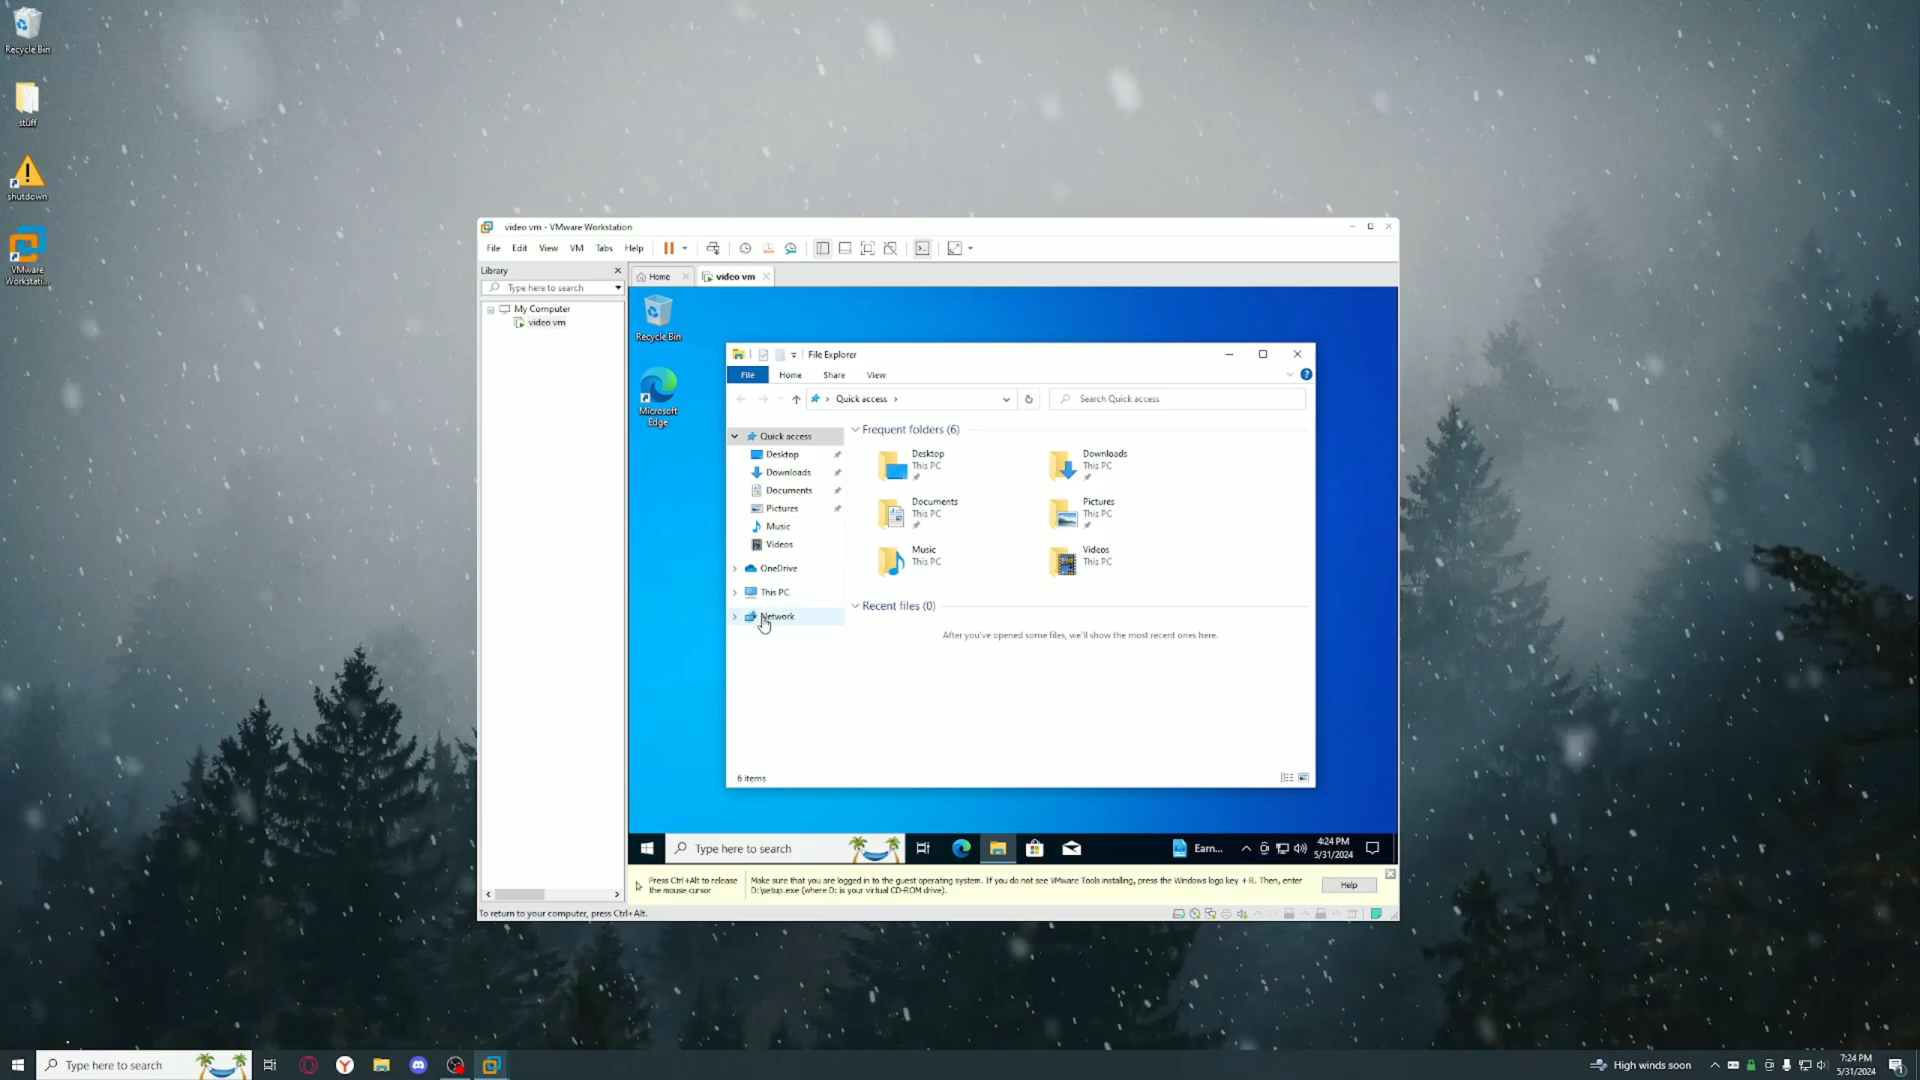 Recycle Bin
stuff
shutdown
VMware
Workstati...
video vm - VMware Workstation
File Edit View VM Tabs Help
Library
Type here to search
My Computer
video vm
Home
video vm
Recycle Bin
Microsoft
Edge
File Explorer
File Home Share View
Quick access
Search Quick access
Quick access
Desktop
Downloads
Documents
Pictures
Music
Videos
OneDrive
This PC
Network
Frequent folders (6)
Desktop
This PC
Downloads
This PC
Documents
This PC
Pictures
This PC
Music
This PC
Videos
This PC
Recent files (0)
After you've opened some files, we'll show the most recent ones here.
6 items
Type here to search
Earn...
4:24 PM
5/31/2024
Press Ctrl+Alt to release
the mouse cursor
Make sure that you are logged in to the guest operating system. If you do not see VMware Tools installing, press the Windows logo key + R. Then, enter
D:\setup.exe (where D: is your virtual CD-ROM drive).
Help
To return to your computer, press Ctrl+Alt.
Type here to search
High winds soon
7:24 PM
5/31/2024
1